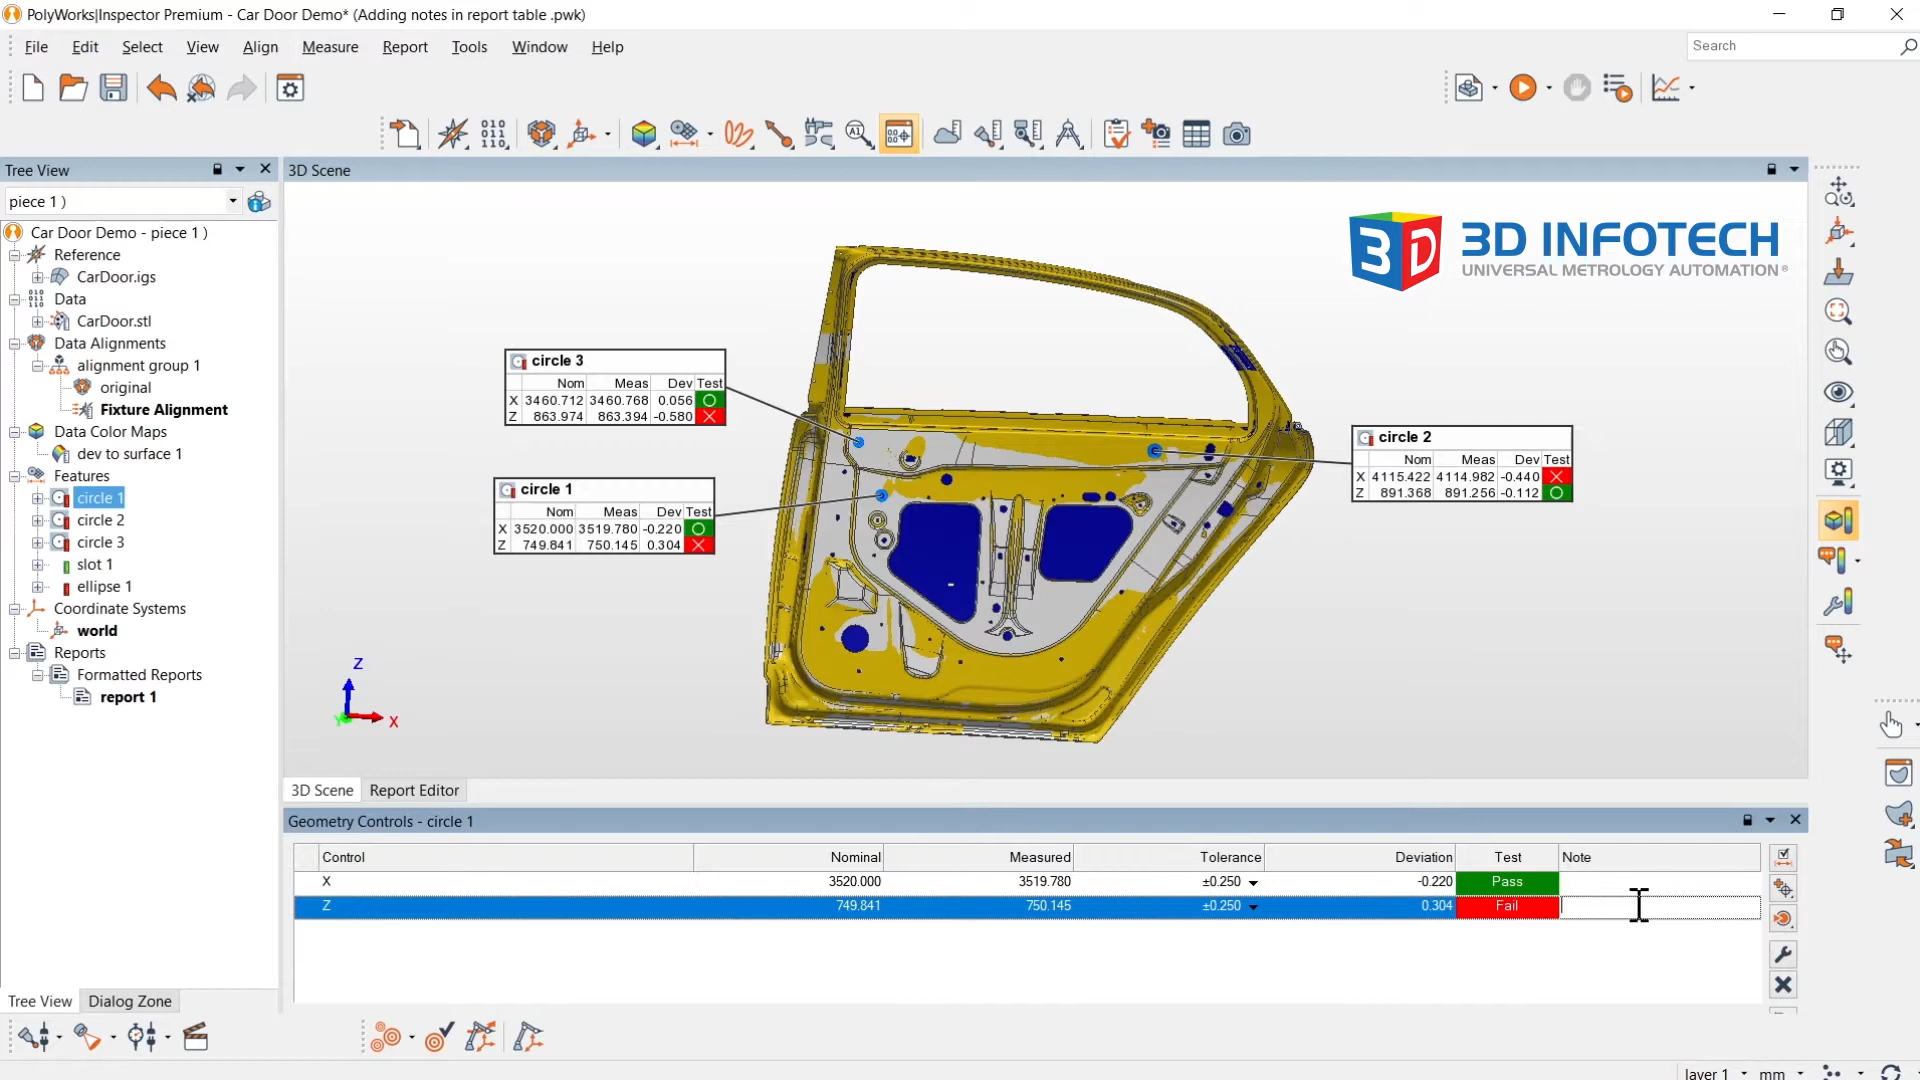 PolyWorks|Inspector Premium - Car Door Demo* (Adding notes in report table .pwk)
File Edit Select View Align Measure Report Tools Window Help
Search
Tree View
3D Scene
piece 1 )
Car Door Demo - piece 1 )
Reference
CarDoor.igs
Data
CarDoor.stl
Data Alignments
alignment group 1
original
Fixture Alignment
Data Color Maps
dev to surface 1
Features
circle 1
circle 2
circle 3
slot 1
ellipse 1
Coordinate Systems
world
Reports
Formatted Reports
report 1
Tree View Dialog Zone
3D INFOTECH
UNIVERSAL METROLOGY AUTOMATION®
circle 3
Nom Meas Dev Test
X 3460.712 3460.768 0.056
Z 863.974 863.394 -0.580
circle 2
Nom Meas Dev Test
X 4115.422 4114.982 -0.440
Z 891.368 891.256 -0.112
circle 1
Nom Meas Dev Test
X 3520.000 3519.780 -0.220
Z 749.841 750.145 0.304
Z
X
Y
3D Scene Report Editor
Geometry Controls - circle 1
Control Nominal Measured Tolerance Deviation Test Note
X 3520.000 3519.780 ±0.250 -0.220 Pass
Z 749.841 750.145 ±0.250 0.304 Fail
layer 1 mm